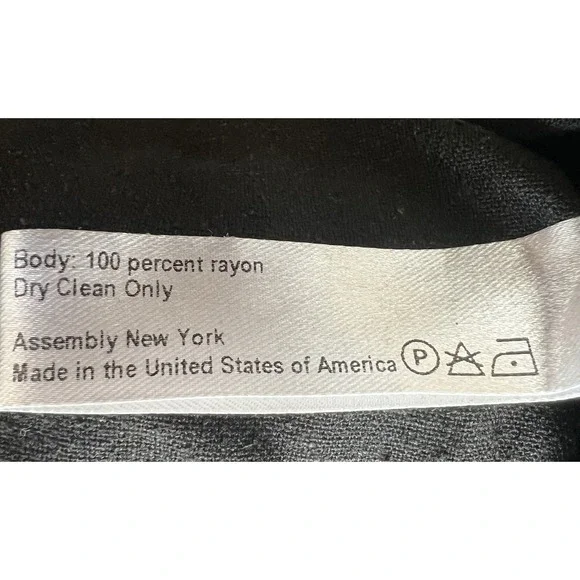 Body: 100 percent rayon
Dry Clean Only
Assembly New York
Made in the United States of America P